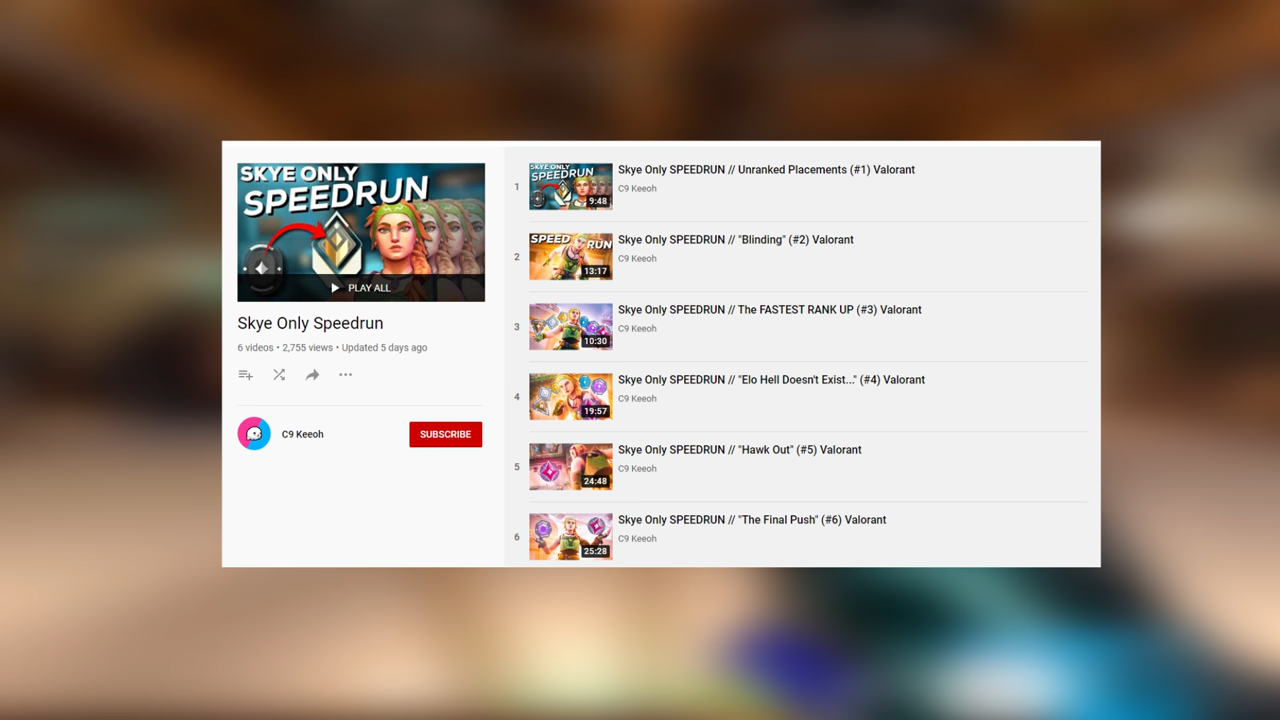 SKYE ONLY
SPEEDRUN
PLAY ALL
Skye Only Speedrun
6 videos • 2,755 views • Updated 5 days ago
C9 Keeoh
SUBSCRIBE
1
SKYE ONLY
SPEEDRUN
9:48
Skye Only SPEEDRUN // Unranked Placements (#1) Valorant
C9 Keeoh
2
SPEED RUN
13:17
Skye Only SPEEDRUN // "Blinding" (#2) Valorant
C9 Keeoh
3
10:30
Skye Only SPEEDRUN // The FASTEST RANK UP (#3) Valorant
C9 Keeoh
4
19:57
Skye Only SPEEDRUN // "Elo Hell Doesn't Exist..." (#4) Valorant
C9 Keeoh
5
24:48
Skye Only SPEEDRUN // "Hawk Out" (#5) Valorant
C9 Keeoh
6
25:28
Skye Only SPEEDRUN // "The Final Push" (#6) Valorant
C9 Keeoh